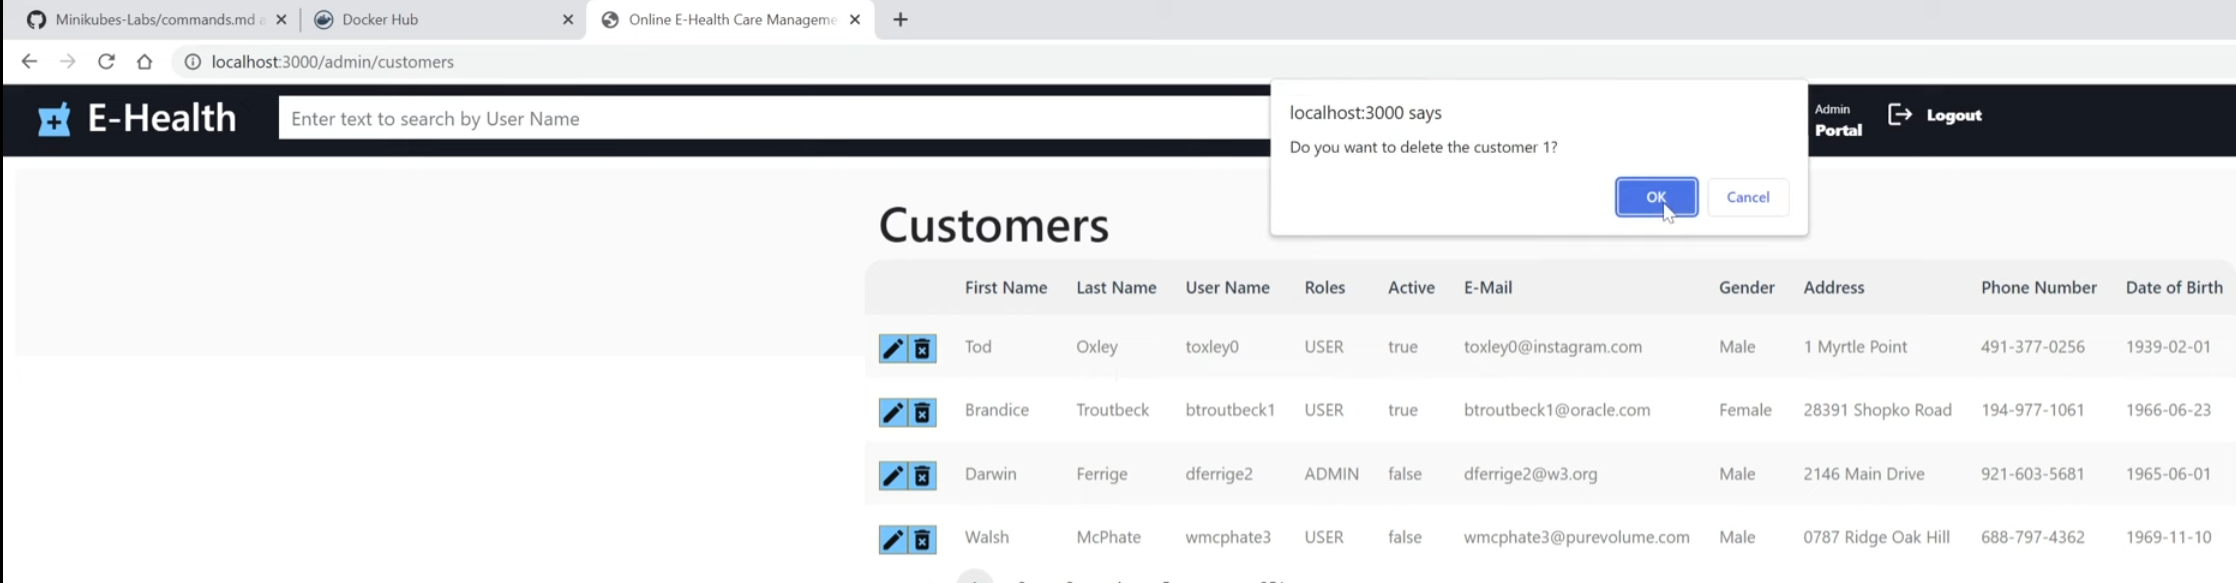 Minikubes-Labs/commands.md a
Docker Hub
Online E-Health Care Manageme
localhost:3000/admin/customers
E-Health
Enter text to search by User Name
localhost:3000 says
Do you want to delete the customer 1?
OK
Cancel
Admin
Portal
Logout
Customers
First Name Last Name User Name Roles Active E-Mail Gender Address Phone Number Date of Birth
Tod Oxley toxley0 USER true toxley0@instagram.com Male 1 Myrtle Point 491-377-0256 1939-02-01
Brandice Troutbeck btroutbeck1 USER true btroutbeck1@oracle.com Female 28391 Shopko Road 194-977-1061 1966-06-23
Darwin Ferrige dferrige2 ADMIN false dferrige2@w3.org Male 2146 Main Drive 921-603-5681 1965-06-01
Walsh McPhate wmcphate3 USER false wmcphate3@purevolume.com Male 0787 Ridge Oak Hill 688-797-4362 1969-11-10